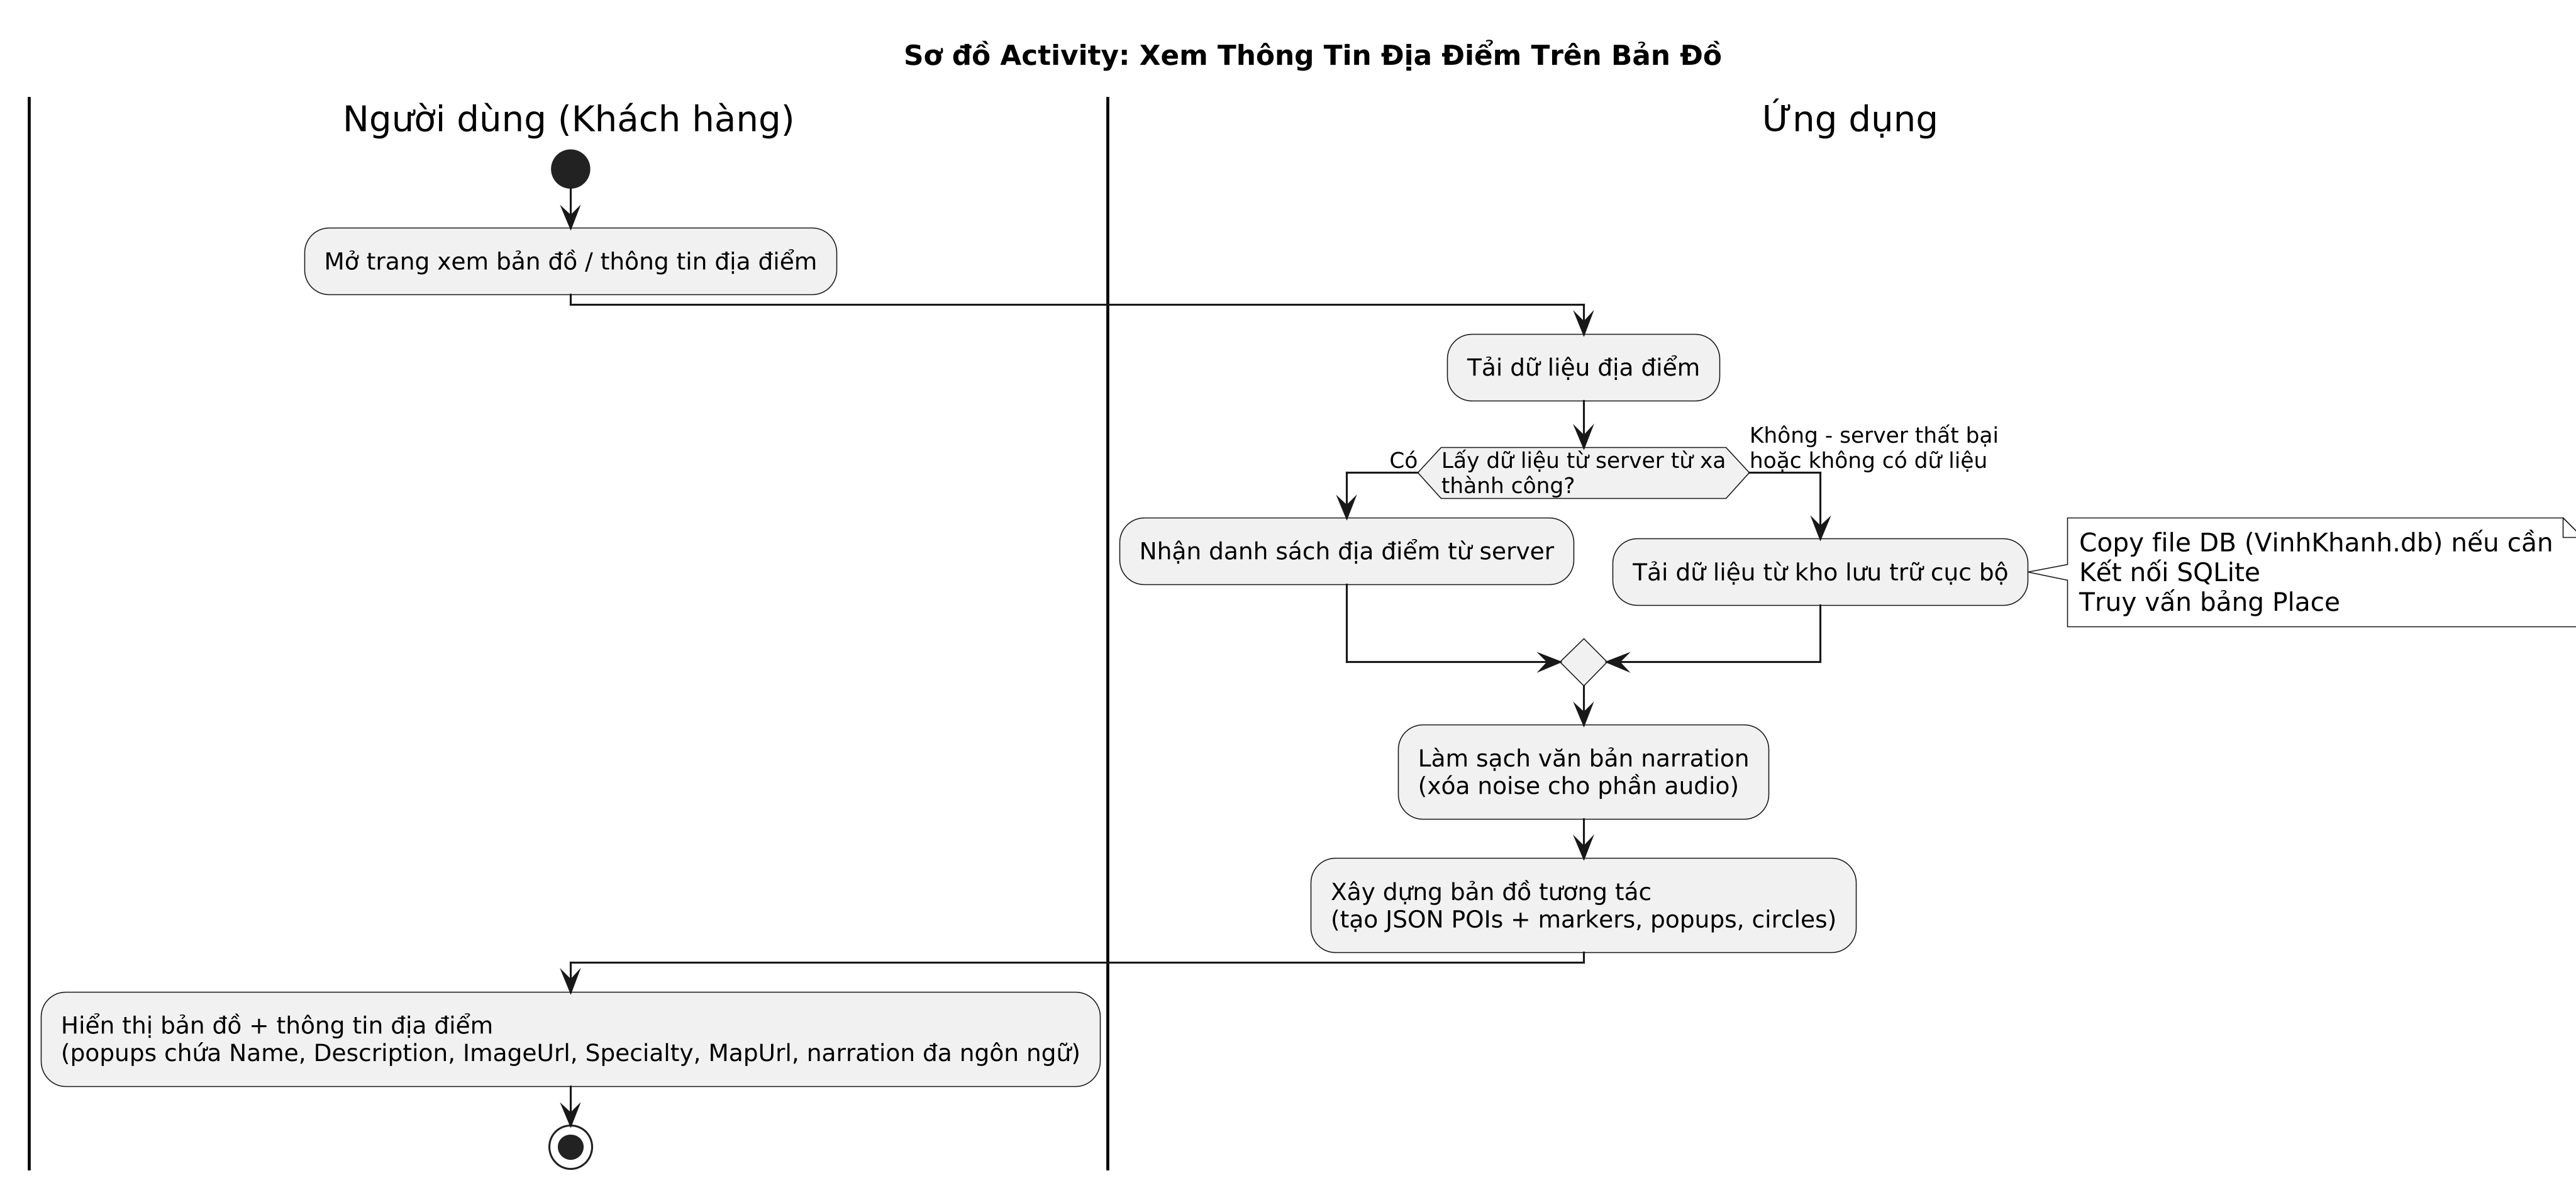 Sơ đồ Activity: Xem Thông Tin Địa Điểm Trên Bản Đồ
Người dùng (Khách hàng)
Ứng dụng
Mở trang xem bản đồ / thông tin địa điểm
Tải dữ liệu địa điểm
Có
Lấy dữ liệu từ server từ xa
thành công?
Không - server thất bại
hoặc không có dữ liệu
Nhận danh sách địa điểm từ server
Tải dữ liệu từ kho lưu trữ cục bộ
Copy file DB (VinhKhanh.db) nếu cần
Kết nối SQLite
Truy vấn bảng Place
Làm sạch văn bản narration
(xóa noise cho phần audio)
Xây dựng bản đồ tương tác
(tạo JSON POIs + markers, popups, circles)
Hiển thị bản đồ + thông tin địa điểm
(popups chứa Name, Description, ImageUrl, Specialty, MapUrl, narration đa ngôn ngữ)